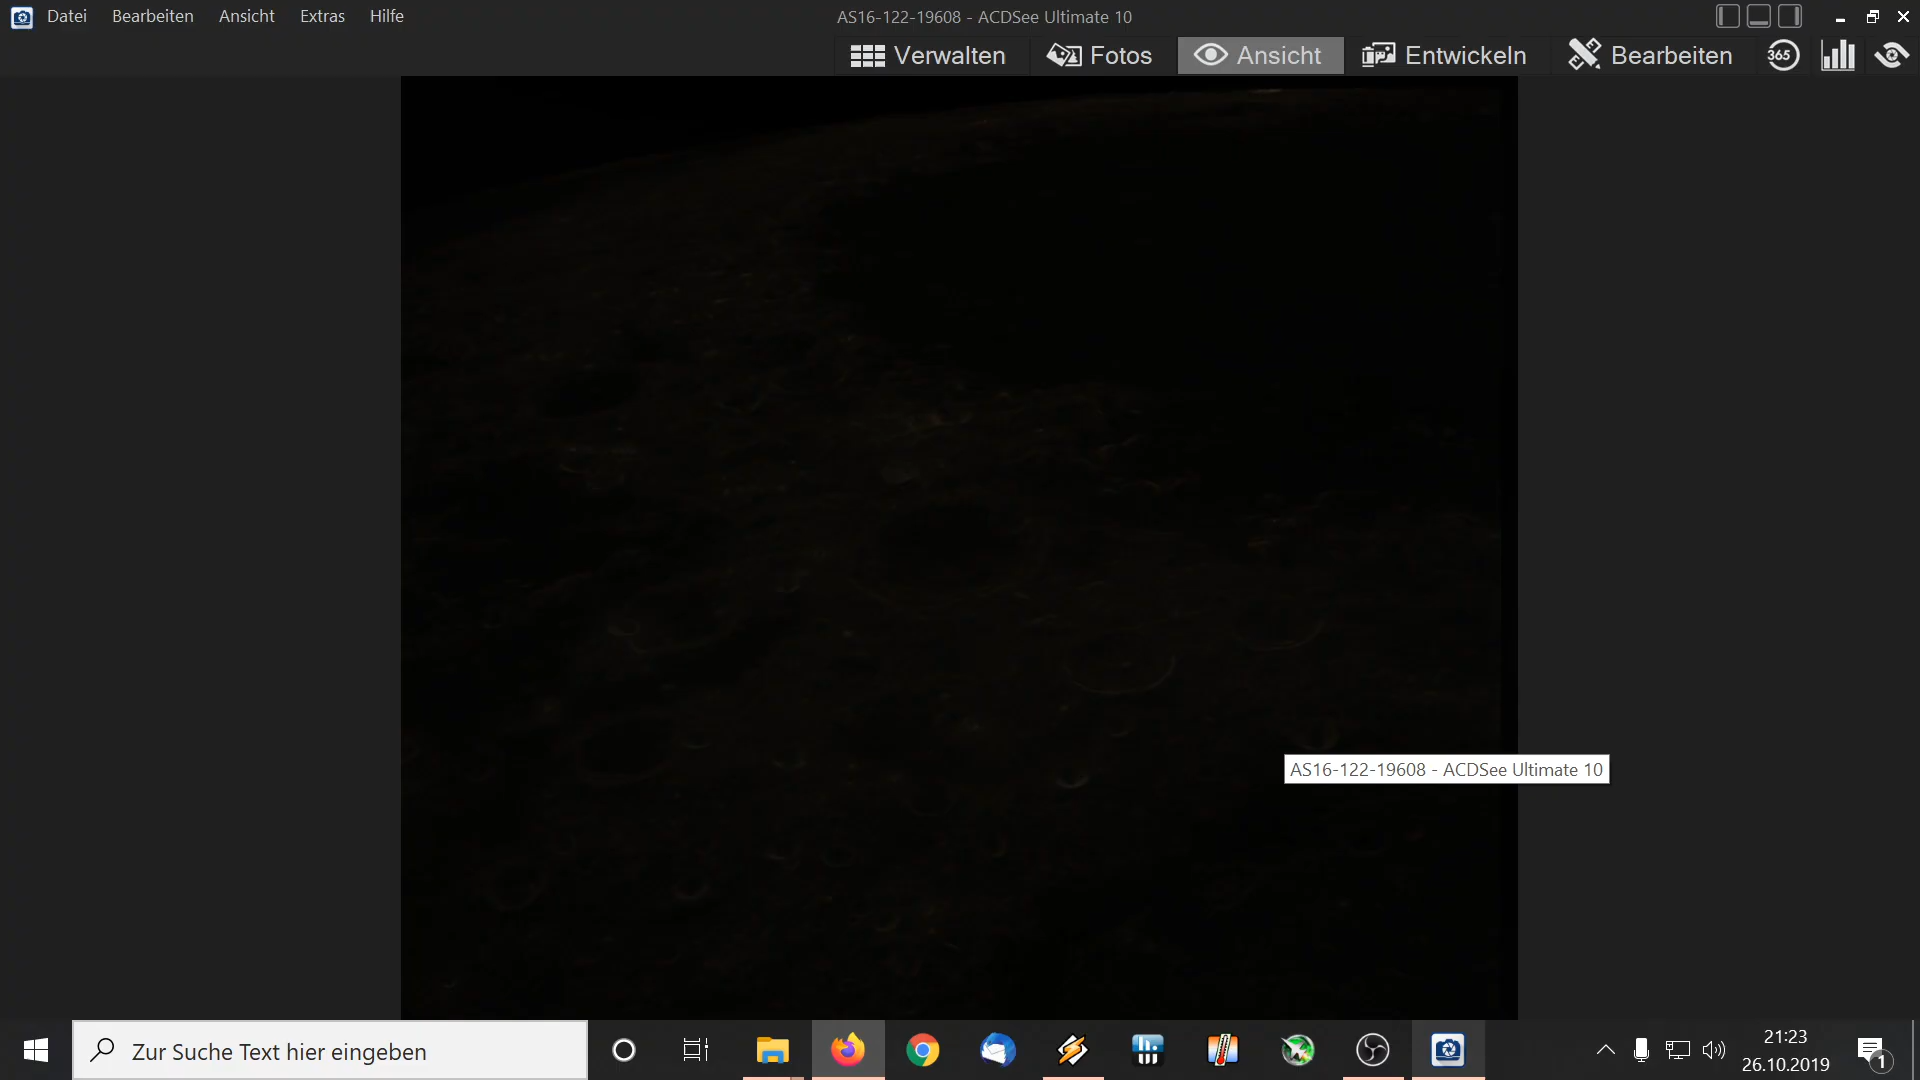 Datei Bearbeiten Ansicht Extras Hilfe AS16-122-19608 - ACDSee Ultimate 10
Verwalten Fotos Ansicht Entwickeln Bearbeiten 365
AS16-122-19608 - ACDSee Ultimate 10
Zur Suche Text hier eingeben
21:23
26.10.2019
1